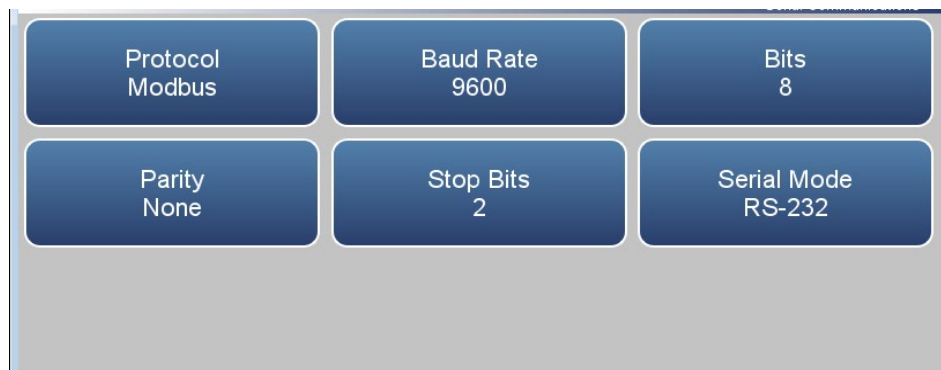 Protocol
Modbus
Baud Rate
9600
Bits
8
Parity
None
Stop Bits
2
Serial Mode
RS-232